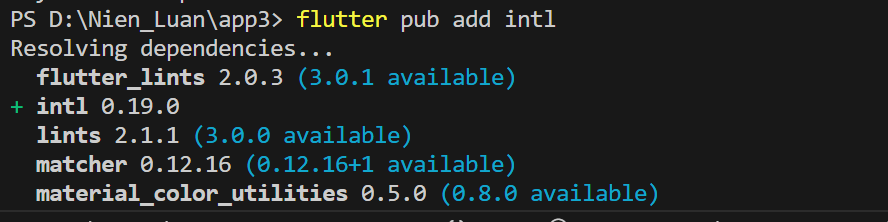 PS D:\Nien_Luan\app3> flutter pub add intl
Resolving dependencies...
  flutter_lints 2.0.3 (3.0.1 available)
+ intl 0.19.0
  lints 2.1.1 (3.0.0 available)
  matcher 0.12.16 (0.12.16+1 available)
  material_color_utilities 0.5.0 (0.8.0 available)